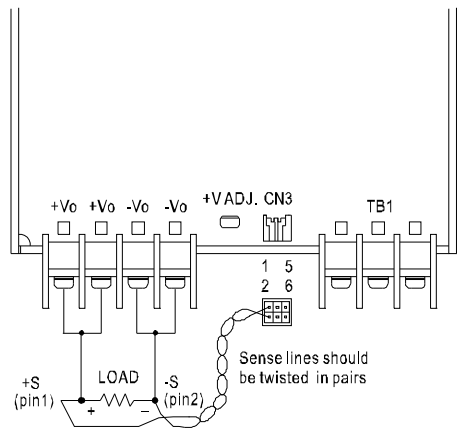 +Vo +Vo -Vo -Vo +V ADJ. CN3 TB1
1 5
2 6
Sense lines should
be twisted in pairs
+S
(pin1)
LOAD
-S
(pin2)
+ −